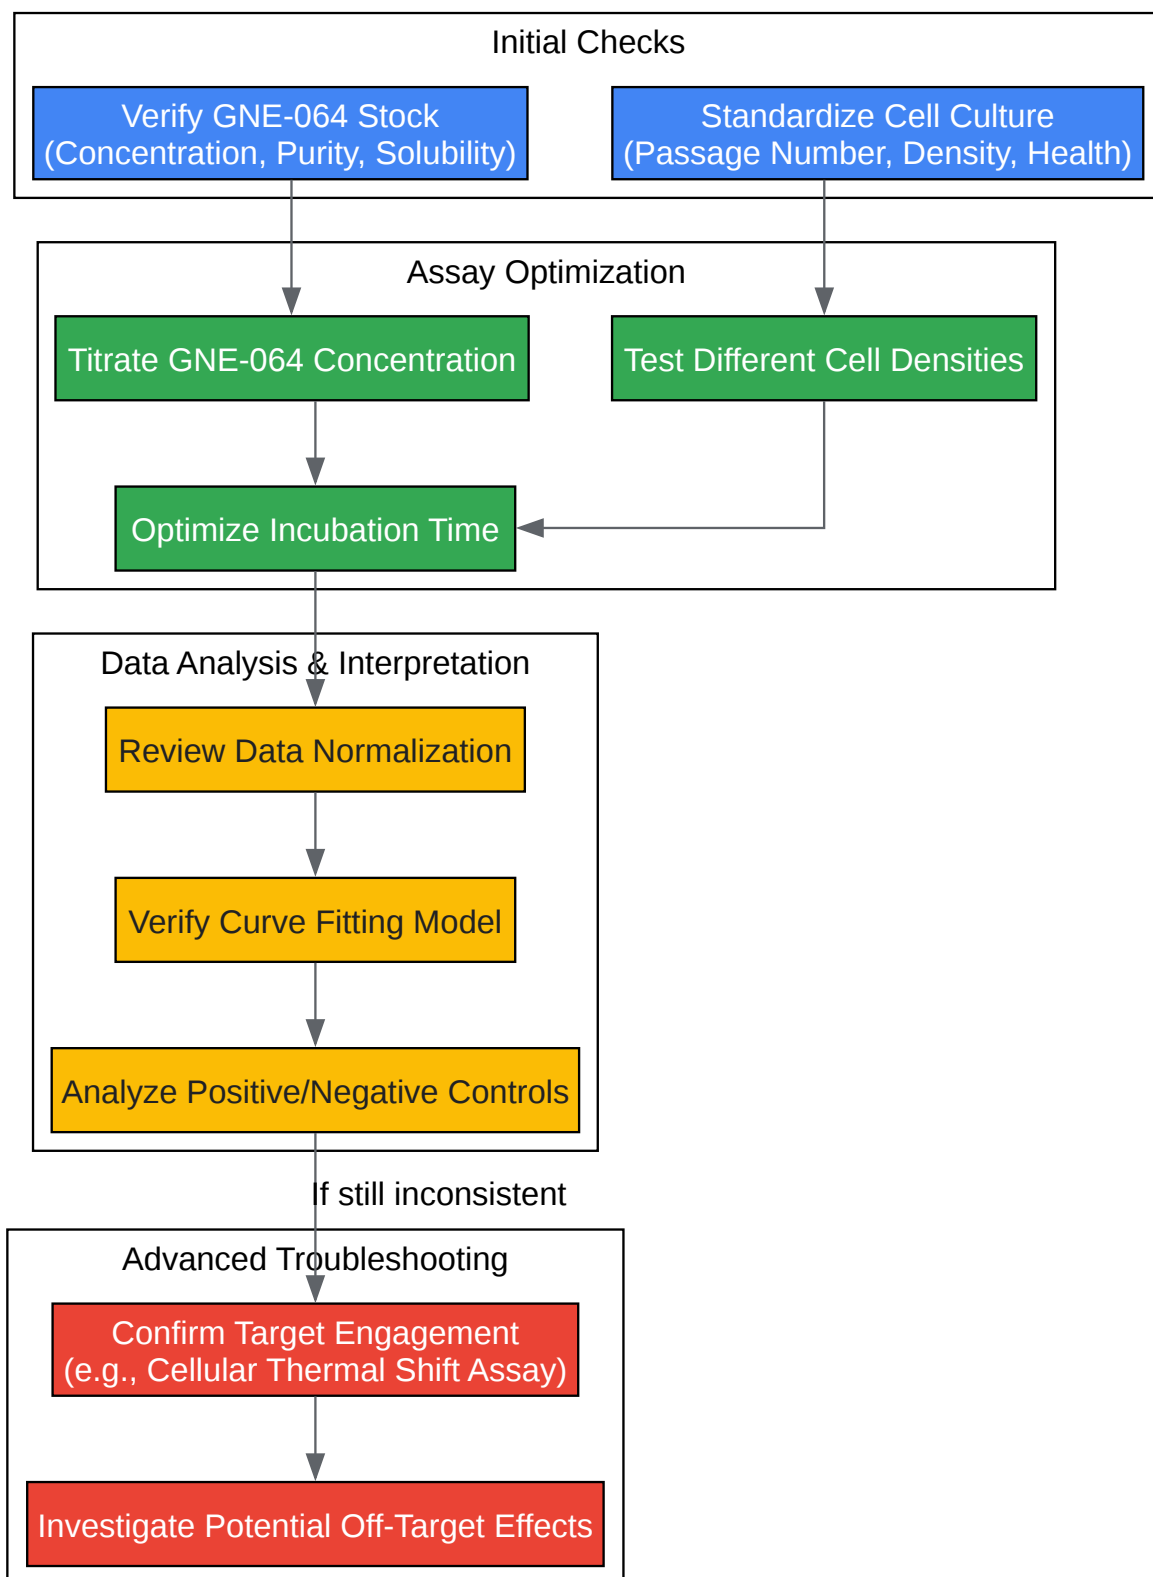 Initial Checks
Verify GNE-064 Stock
(Concentration, Purity, Solubility)
Standardize Cell Culture
(Passage Number, Density, Health)
Assay Optimization
Titrate GNE-064 Concentration
Test Different Cell Densities
Optimize Incubation Time
Data Analysis & Interpretation
Review Data Normalization
Verify Curve Fitting Model
Analyze Positive/Negative Controls
If still inconsistent
Advanced Troubleshooting
Confirm Target Engagement
(e.g., Cellular Thermal Shift Assay)
Investigate Potential Off-Target Effects